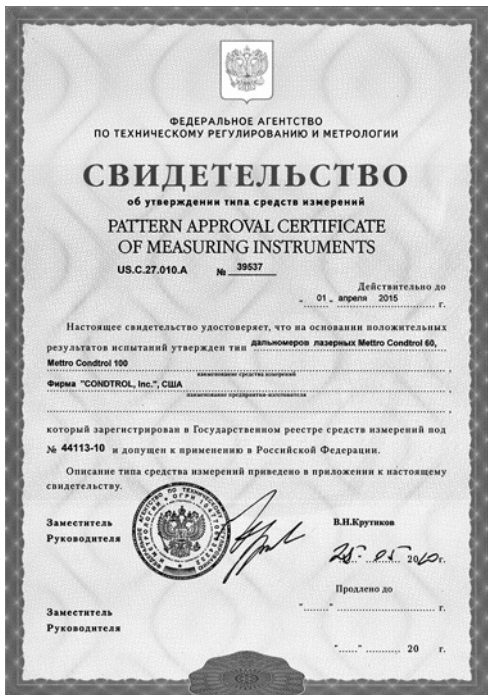 ФЕДЕРАЛЬНОЕ АГЕНТСТВО
ПО ТЕХНИЧЕСКОМУ РЕГУЛИРОВАНИЮ И МЕТРОЛОГИИ
СВИДЕТЕЛЬСТВО
об утверждении типа средств измерений
PATTERN APPROVAL CERTIFICATE
OF MEASURING INSTRUMENTS
US.C.27.010.A № 39537
Действительно до
" 01 " апреля 2015 г.
Настоящее свидетельство удостоверяет, что на основании положительных
результатов испытаний утвержден тип дальномеров лазерных Mettro Condtrol 60,
Mettro Condtrol 100
наименование средства измерений
Фирма "CONDTROL, Inc.", США
наименование предприятия-изготовителя
который зарегистрирован в Государственном реестре средств измерений под
№ 44113-10 и допущен к применению в Российской Федерации.
Описание типа средства измерений приведено в приложении к настоящему
свидетельству.
Заместитель
Руководителя
В.Н.Крутиков
"25" 05 2010 г.
Продлено до
"......" .................... г.
Заместитель
Руководителя
"......" ............ 20 г.